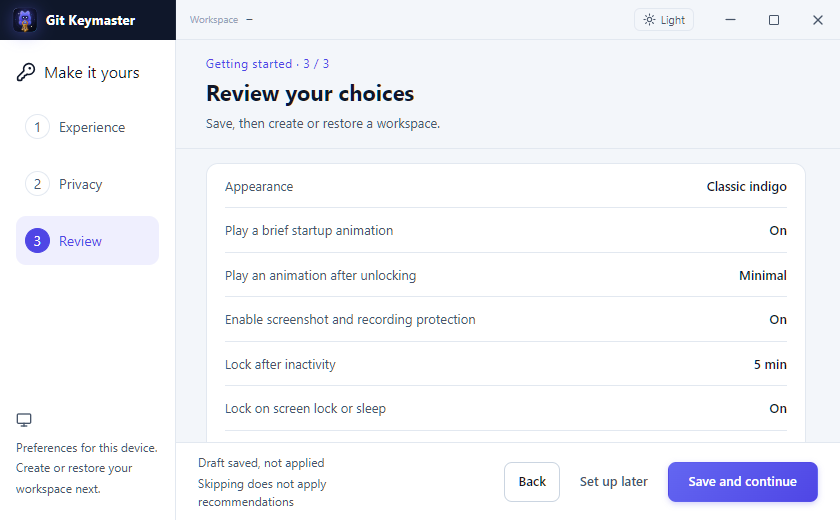 Git Keymaster
Workspace –
Light
Make it yours
1 Experience
2 Privacy
3 Review
Preferences for this device.
Create or restore your
workspace next.
Getting started · 3 / 3
Review your choices
Save, then create or restore a workspace.
Appearance Classic indigo
Play a brief startup animation On
Play an animation after unlocking Minimal
Enable screenshot and recording protection On
Lock after inactivity 5 min
Lock on screen lock or sleep On
Draft saved, not applied
Skipping does not apply
recommendations
Back
Set up later
Save and continue